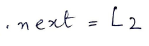 . next = L2